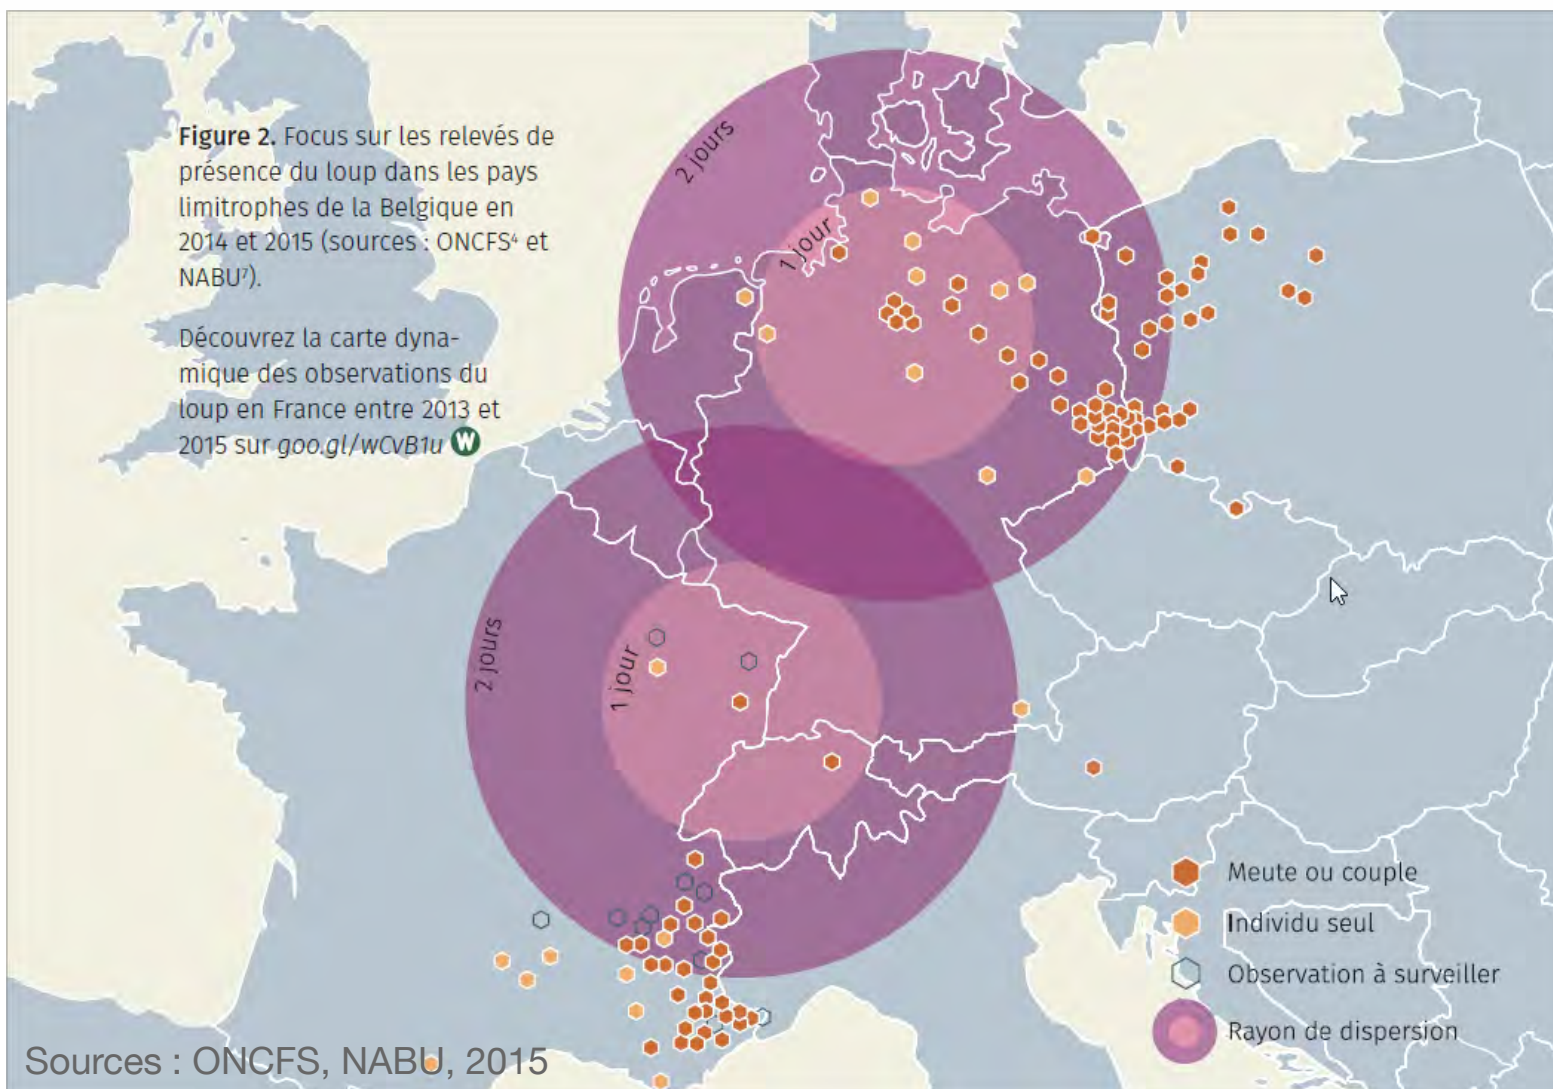 Figure 2. Focus sur les relevés de
présence du loup dans les pays
limitrophes de la Belgique en
2014 et 2015 (sources : ONCFS⁴ et
NABU⁷).
Découvrez la carte dyna-
mique des observations du
loup en France entre 2013 et
2015 sur goo.gl/wCvB1u W
2 jours
1 jour
2 jours
1 jour
Meute ou couple
Individu seul
Observation à surveiller
Rayon de dispersion
Sources : ONCFS, NABU, 2015